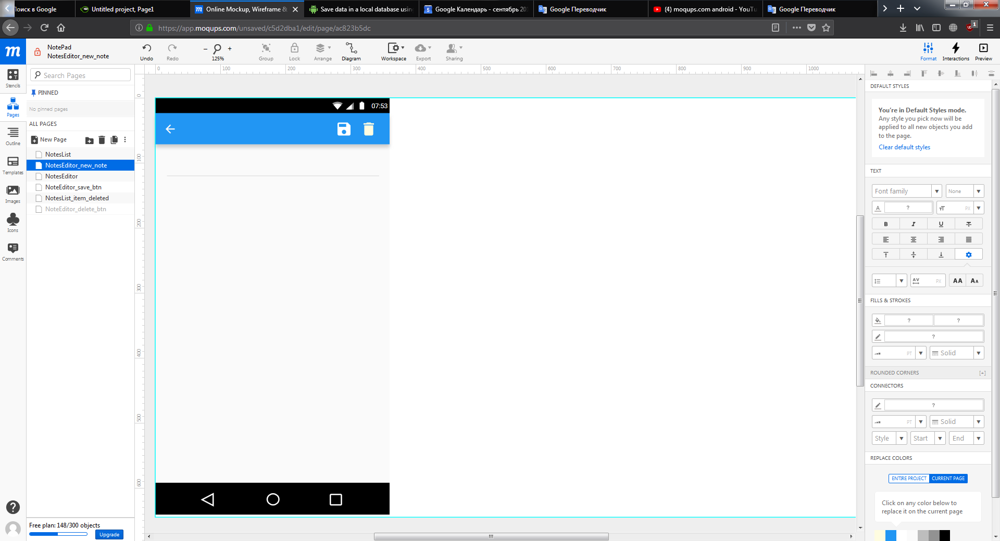 Поиск в Google
Untitled project, Page1
Online Mockup, Wireframe &
Save data in a local database using
Google Календарь - сентябрь 20
Google Переводчик
(4) moqups.com android - YouTu
Google Переводчик
https://app.moqups.com/unsaved/c5d2dba1/edit/page/ac823b5dc
1
m
NotePad
NotesEditor_new_note
Undo
Redo
125%
Group
Lock
Arrange
Diagram
Workspace
Export
Sharing
Format
Interactions
Preview
Stencils
Pages
Outline
Templates
Images
Icons
Comments
Search Pages
PINNED
No pinned pages
ALL PAGES
New Page
NotesList
NotesEditor_new_note
NotesEditor
NoteEditor_save_btn
NotesList_item_deleted
NoteEditor_delete_btn
Free plan: 148/300 objects
Upgrade
0 100 200 300 400 500 600 700 800 900 1000
0
100
200
300
400
500
600
07:53
DEFAULT STYLES
You're in Default Styles mode.
Any style you pick now will be
applied to all new objects you add
to the page.
Clear default styles
TEXT
Font family
None
A ? TT PX
B I U T
AV PX AA AA
FILLS & STROKES
? ?
?
PT Solid
ROUNDED CORNERS [+]
CONNECTORS
?
PT Solid
Style Start End
REPLACE COLORS
ENTIRE PROJECT CURRENT PAGE
Click on any color below to
replace it on the current page